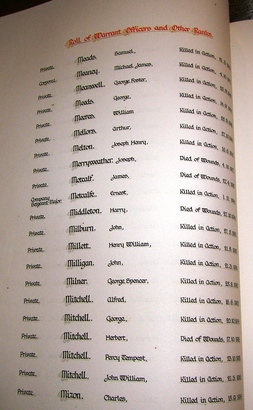 Roll of Warrant Officers and Other Ranks.
Private, Meads, Samuel, Killed in Action,
Corporal, Meaney, Michael James, Killed in Action,
Private, Meanwell, George Foster, Killed in Action,
Private, Meads, George, Killed in Action,
Private, William Killed in Action,
Private, Mellors, Arthur, Killed in Action,
Private, Melton, Joseph Henry, Killed in Action,
Private, Merryweather, Joseph, Died of Wounds,
Private, Metcalf, James, Killed in Action,
Company Sergeant Major, Metcalfe, Ernest, Killed in Action,
Private, Middleton, Harry, Died of Wounds,
Private, Milburn, John, Killed in Action,
Private, Millett, Henry William, Killed in Action,
Private, Milligan, John, Killed in Action,
Private, Milner, George Spencer, Killed in Action,
Private, Mitchell, Alfred, Killed in Action,
Private, Mitchell, George, Killed in Action,
Private, Mitchell, Herbert, Died of Wounds,
Private, Mitchell, Percy Tempest, Killed in Action,
Private, Mitchell, John William, Killed in Action,
Private, Mixon, Charles, Killed in Action,